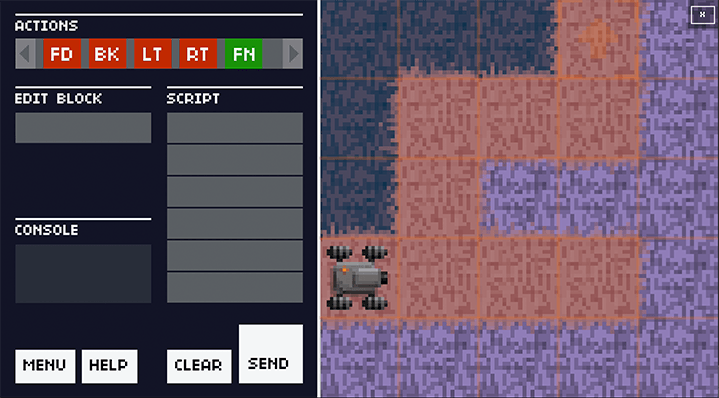 ACTIONS
FD BK LT RT FN
EDIT BLOCK SCRIPT
CONSOLE
MENU HELP CLEAR SEND
x